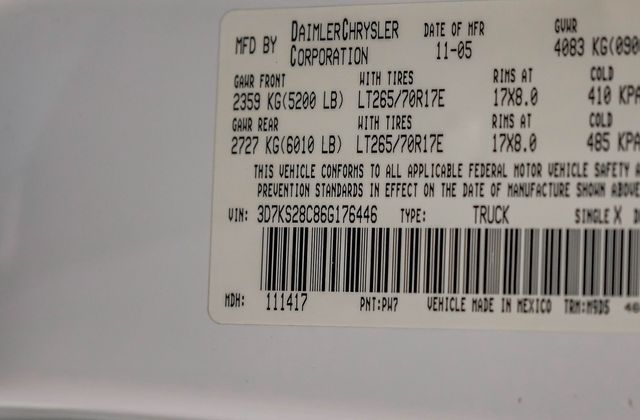 MFD BY DAIMLERCHRYSLER CORPORATION DATE OF MFR 11-05 GVWR 4083 KG(090
GAWR FRONT WITH TIRES RIMS AT COLD
2359 KG(5200 LB) LT265/70R17E 17X8.0 410 KPA
GAWR REAR WITH TIRES RIMS AT COLD
2727 KG(6010 LB) LT265/70R17E 17X8.0 485 KPA
THIS VEHICLE CONFORMS TO ALL APPLICABLE FEDERAL MOTOR VEHICLE SAFETY A
PREVENTION STANDARDS IN EFFECT ON THE DATE OF MANUFACTURE SHOWN ABOVE
VIN: 3D7KS28C86G176446 TYPE: TRUCK SINGLE X D
MDH: 111417 PNT:PW7 VEHICLE MADE IN MEXICO TRM:M9D5